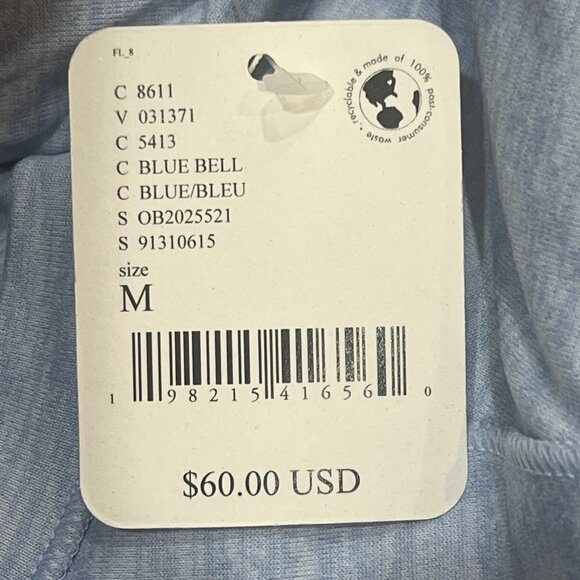 FL_8
recyclable & made of 100% post-consumer waste •
C 8611
V 031371
C 5413
C BLUE BELL
C BLUE/BLEU
S OB2025521
S 91310615
size
M
1 98215 41656 0
$60.00 USD